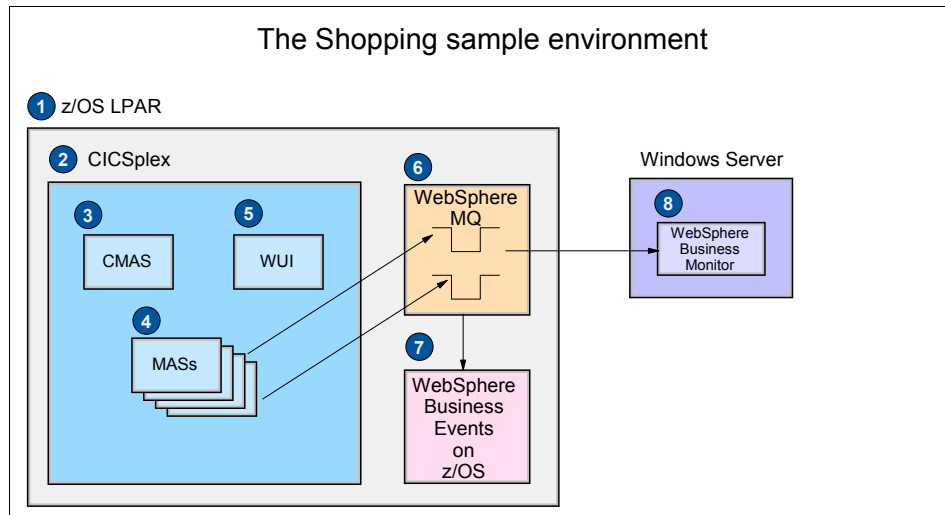 The Shopping sample environment
1 z/OS LPAR
2 CICSplex
3
CMAS
5
WUI
4
MASs
6
WebSphere
MQ
7
WebSphere
Business
Events
on
z/OS
Windows Server
8
WebSphere
Business
Monitor